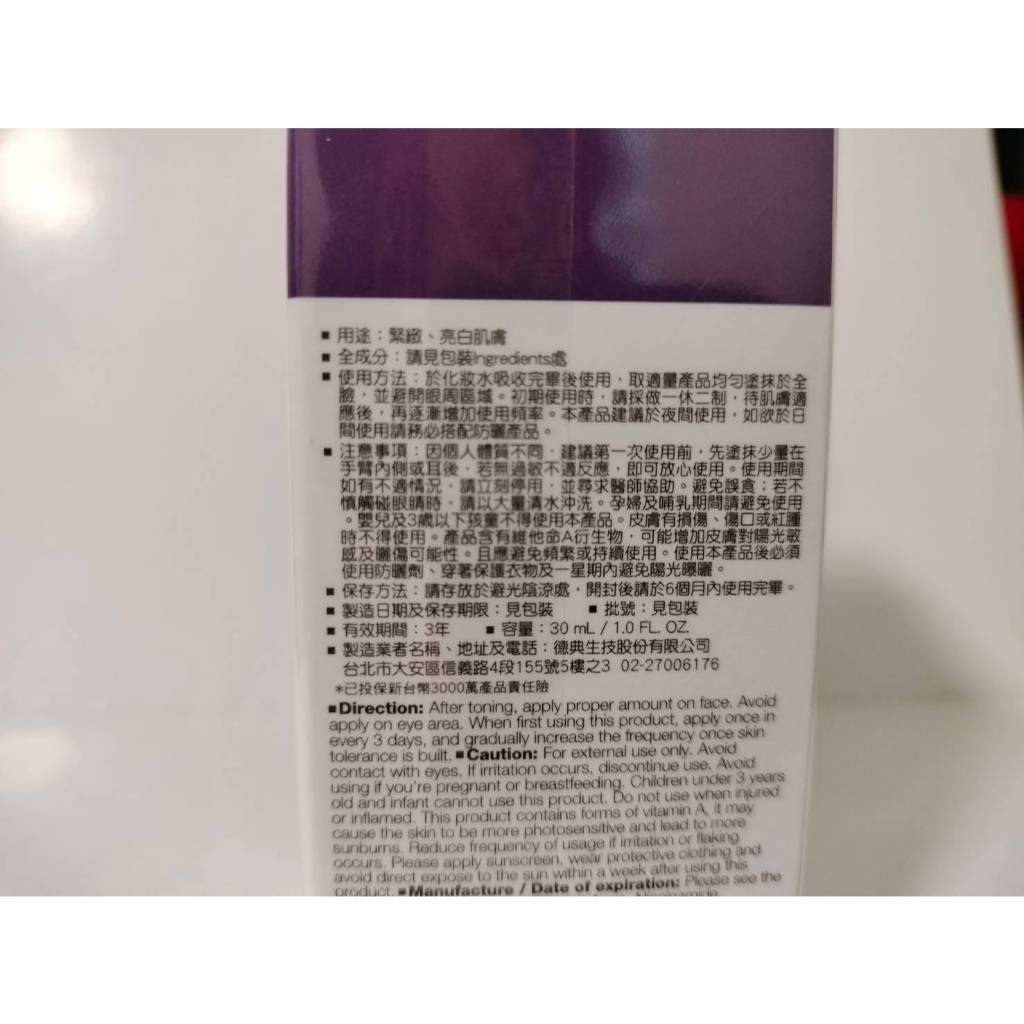 ▪ 用途：緊緻、亮白肌膚
▪ 全成分：請見包裝Ingredients處
▪ 使用方法：於化妝水吸收完畢後使用，取適量產品均勻塗抹於全
臉，並避開眼周區域。初期使用時，請採做一休二制，待肌膚適
應後，再逐漸增加使用頻率。本產品建議於夜間使用，如欲於日
間使用請務必搭配防曬產品。
▪ 注意事項：因個人體質不同，建議第一次使用前，先塗抹少量在
手臂內側或耳後，若無過敏不適反應，即可放心使用。使用期間
如有不適情況，請立刻停用，並尋求醫師協助。避免誤食；若不
慎觸碰眼睛時，請以大量清水沖洗。孕婦及哺乳期間請避免使用
。嬰兒及3歲以下孩童不得使用本產品。皮膚有損傷、傷口或紅腫
時不得使用。產品含有維他命A衍生物，可能增加皮膚對陽光敏
感及曬傷可能性。且應避免頻繁或持續使用。使用本產品後必須
使用防曬劑、穿著保護衣物及一星期內避免陽光曝曬。
▪ 保存方法：請存放於避光陰涼處，開封後請於6個月內使用完畢。
▪ 製造日期及保存期限：見包裝 ▪ 批號：見包裝
▪ 有效期間：3年 ▪ 容量：30 mL / 1.0 FL. OZ.
▪ 製造業者名稱、地址及電話：德典生技股份有限公司
台北市大安區信義路4段155號5樓之3 02-27006176
*已投保新台幣3000萬產品責任險
▪Direction: After toning, apply proper amount on face. Avoid
apply on eye area. When first using this product, apply once in
every 3 days, and gradually increase the frequency once skin
tolerance is built. ▪Caution: For external use only. Avoid
contact with eyes. If irritation occurs, discontinue use. Avoid
using if you're pregnant or breastfeeding. Children under 3 years
old and infant cannot use this product. Do not use when injured
or inflamed. This product contains forms of vitamin A, it may
cause the skin to be more photosensitive and lead to more
sunburns. Reduce frequency of usage if irritation or flaking
occurs. Please apply sunscreen, wear protective clothing and
avoid direct expose to the sun within a week after using this
product. ▪Manufacture / Date of expiration: Please see the
Niacinamide